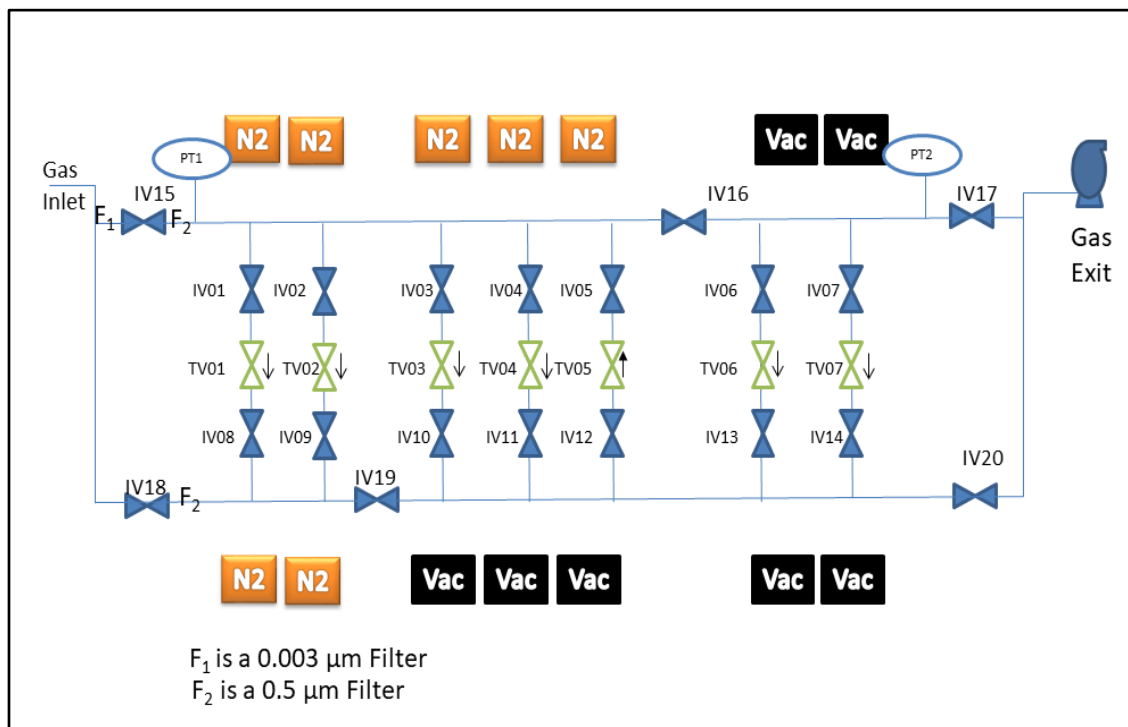 N2 N2 N2 N2 N2 Vac Vac
PT1 PT2
Gas
Inlet
IV15 IV16 IV17
F1 F2
Gas
Exit
IV01 IV02 IV03 IV04 IV05 IV06 IV07
TV01 TV02 TV03 TV04 TV05 TV06 TV07
IV08 IV09 IV10 IV11 IV12 IV13 IV14
IV18 F2 IV19 IV20
N2 N2 Vac Vac Vac Vac Vac
F1 is a 0.003 µm Filter
F2 is a 0.5 µm Filter